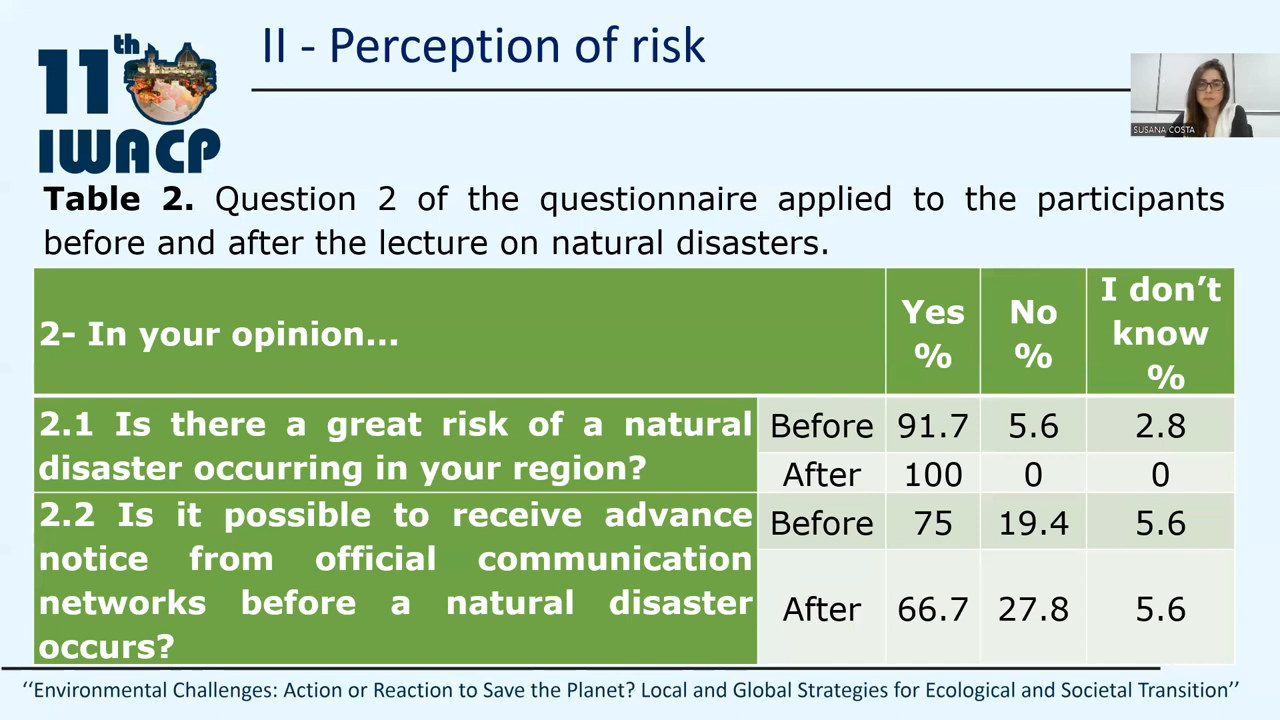 11th
IWACP
II - Perception of risk
SUSANA COSTA
Table 2. Question 2 of the questionnaire applied to the participants
before and after the lecture on natural disasters.
2- In your opinion...
Yes
%
No
%
I don’t
know
%
2.1 Is there a great risk of a natural
disaster occurring in your region?
Before 91.7 5.6 2.8
After 100 0 0
2.2 Is it possible to receive advance
notice from official communication
networks before a natural disaster
occurs?
Before 75 19.4 5.6
After 66.7 27.8 5.6
‘‘Environmental Challenges: Action or Reaction to Save the Planet? Local and Global Strategies for Ecological and Societal Transition’’